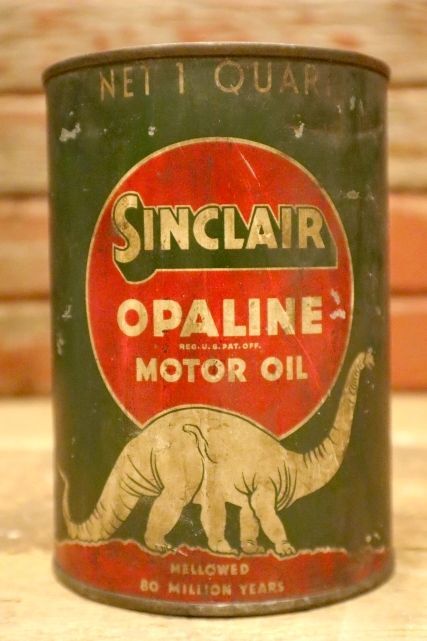 NET 1 QUAR
SINCLAIR
OPALINE
REG. U.S. PAT. OFF.
MOTOR OIL
MELLOWED
80 MILLION YEARS